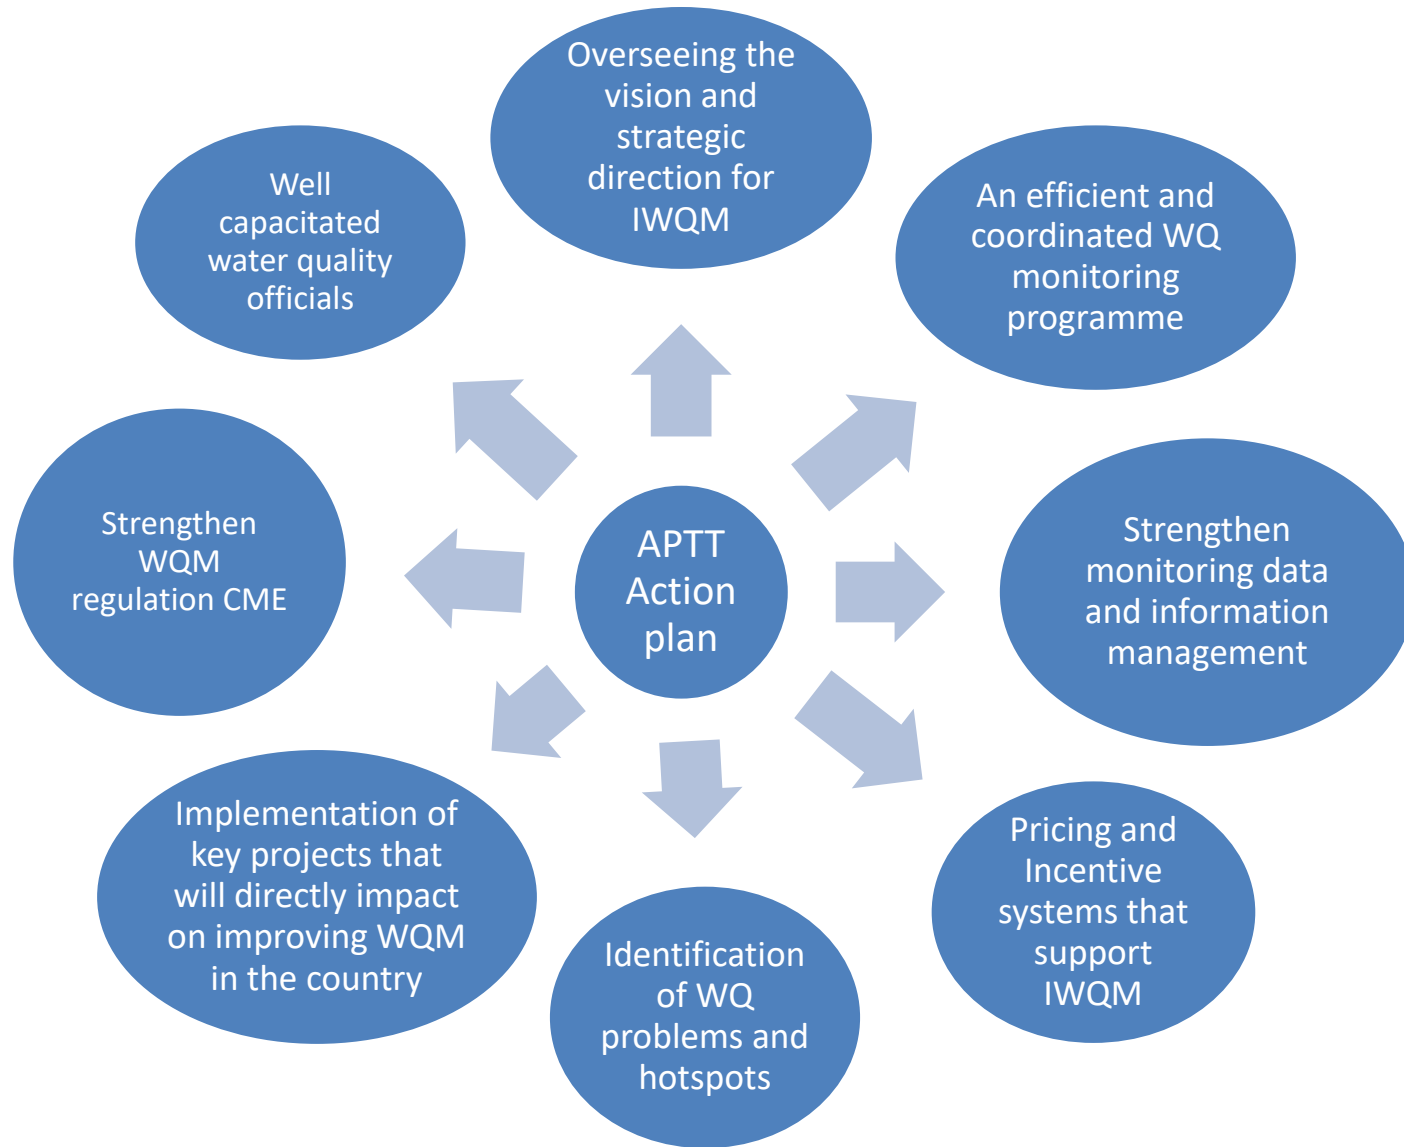 Overseeing the
vision and
strategic
direction for
IWQM
An efficient and
coordinated WQ
monitoring
programme
Strengthen
monitoring data
and information
management
Pricing and
Incentive
systems that
support
IWQM
Identification
of WQ
problems and
hotspots
Implementation of
key projects that
will directly impact
on improving WQM
in the country
Strengthen
WQM
regulation CME
Well
capacitated
water quality
officials
APTT
Action
plan